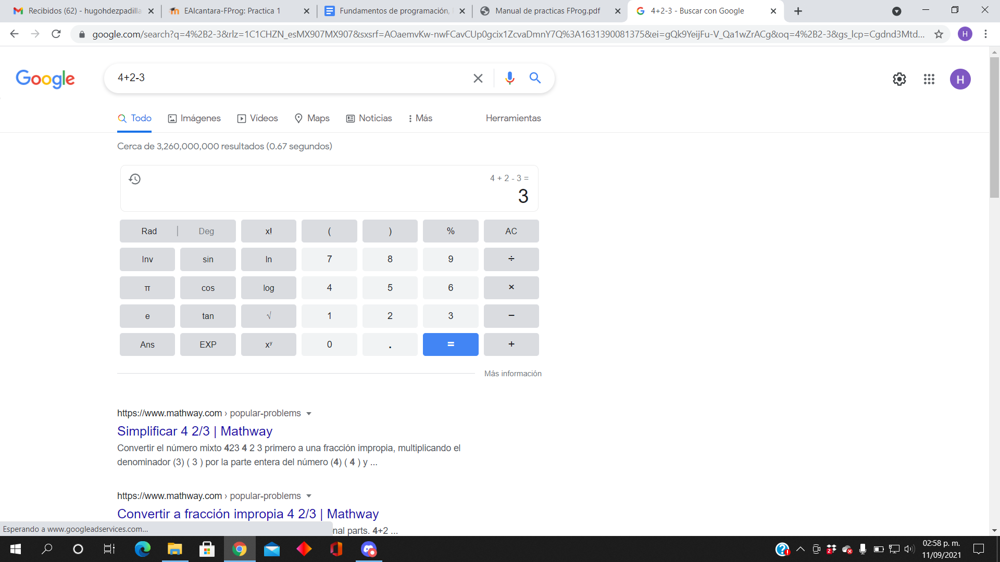 Recibidos (62) - hugohdezpadilla
EAlcantara-FProg: Practica 1
Fundamentos de programación,
Manual de practicas FProg.pdf
4+2-3 - Buscar con Google
google.com/search?q=4%2B2-3&rlz=1C1CHZN_esMX907MX907&sxsrf=AOaemvKw-nwFCavCUp0gcix1ZcvaDmnY7Q%3A1631390081375&ei=gQk9YeijFu-V_Qa1wZrACg&oq=4%2B2-3&gs_lcp=Cgdnd3Mtd...
H
Google
4+2-3
H
Todo
Imágenes
Vídeos
Maps
Noticias
Más
Herramientas
Cerca de 3,260,000,000 resultados (0.67 segundos)
4 + 2 - 3 =
3
Rad | Deg x! ( ) % AC
Inv sin ln 7 8 9 ÷
π cos log 4 5 6 ×
e tan √ 1 2 3 −
Ans EXP xʸ 0 . = +
Más información
https://www.mathway.com › popular-problems
Simplificar 4 2/3 | Mathway
Convertir el número mixto 423 4 2 3 primero a una fracción impropia, multiplicando el
denominador (3) ( 3 ) por la parte entera del número (4) ( 4 ) y ...
https://www.mathway.com › popular-problems
Convertir a fracción impropia 4 2/3 | Mathway
nal parts. 4+2 ...
Esperando a www.googleadservices.com...
2
02:58 p. m.
11/09/2021